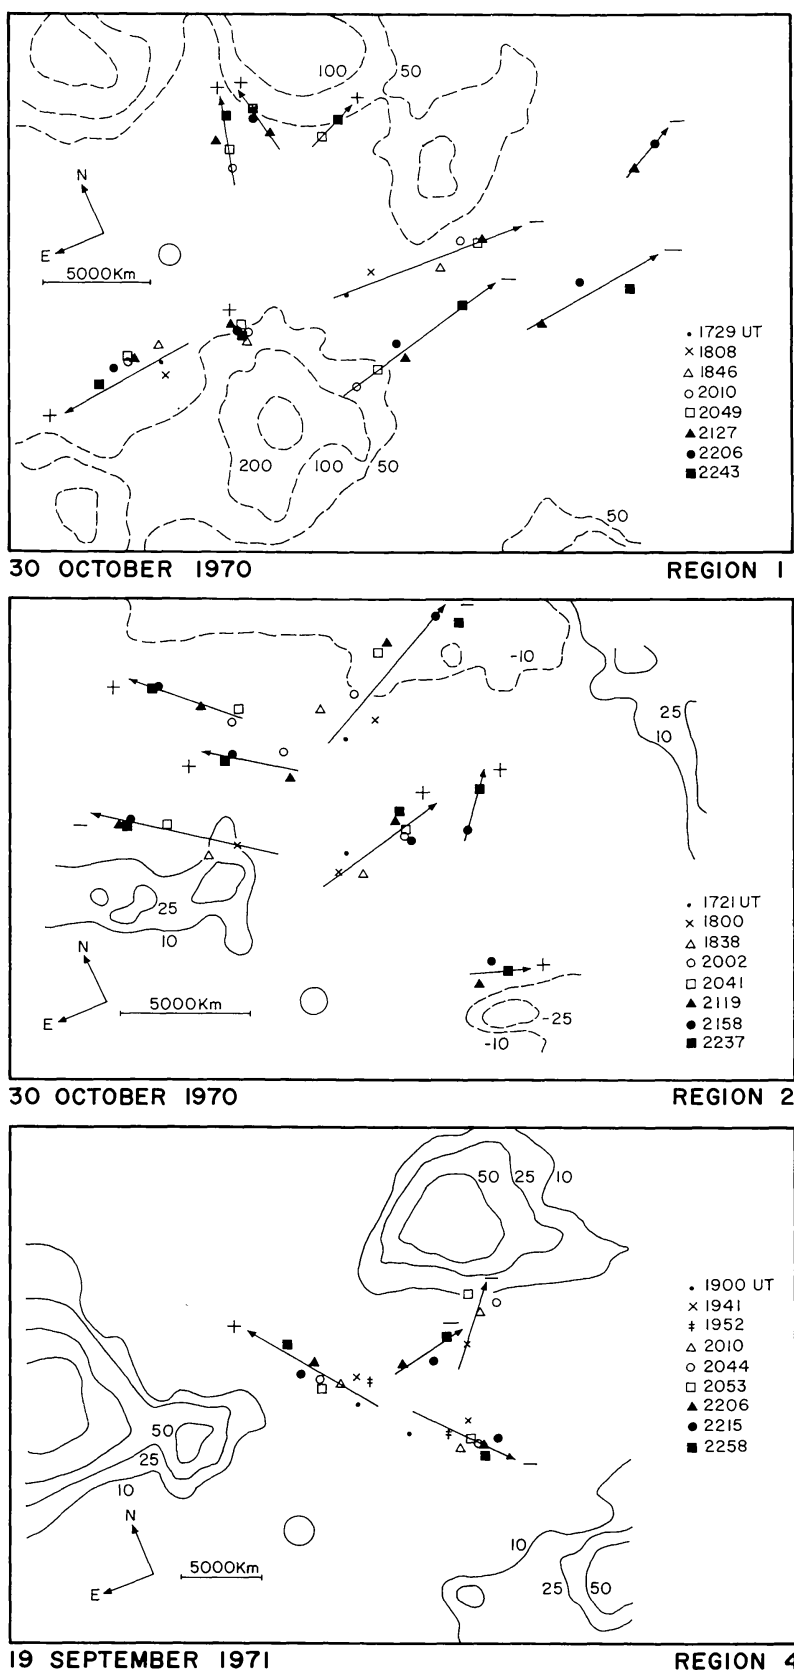 100 50
+ + + —
N
E
5000Km
— —
+ —
+
200 100 50
50
• 1729 UT
× 1808
△ 1846
○ 2010
□ 2049
▲ 2127
● 2206
■ 2243
30 OCTOBER 1970 REGION 1
—
-10
+
25
10
+ +
— +
25
10
N
E
5000Km
+
-25
-10
• 1721 UT
× 1800
△ 1838
○ 2002
□ 2041
▲ 2119
● 2158
■ 2237
30 OCTOBER 1970 REGION 2
50 25 10
—
+ —
50
25
10
—
N
E
5000Km
10
25 50
• 1900 UT
× 1941
‡ 1952
△ 2010
○ 2044
□ 2053
▲ 2206
● 2215
■ 2258
19 SEPTEMBER 1971 REGION 4